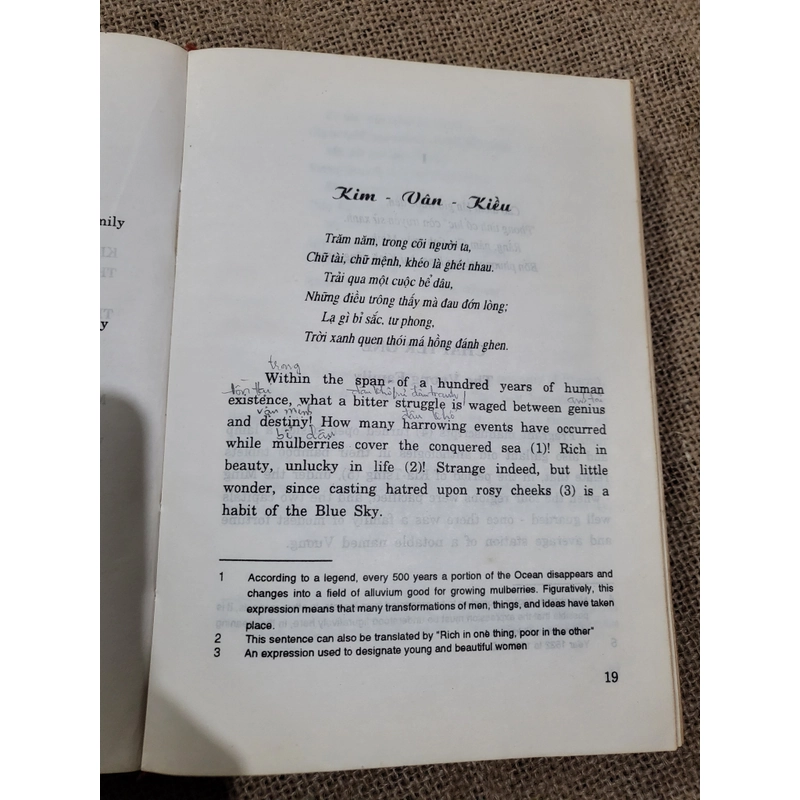 amily
y
Kim - Vân - Kiều
Trăm năm, trong cõi người ta,
Chữ tài, chữ mệnh, khéo là ghét nhau.
Trải qua một cuộc bể dâu,
Những điều trông thấy mà đau đớn lòng;
Lạ gì bỉ sắc. tư phong,
Trời xanh quen thói má hồng đánh ghen.
trong
Within the span of a hundred years of human
existence, what a bitter struggle is waged between genius
vận mệnh
and destiny! How many harrowing events have occurred
bể dâu
while mulberries cover the conquered sea (1)! Rich in
beauty, unlucky in life (2)! Strange indeed, but little
wonder, since casting hatred upon rosy cheeks (3) is a
habit of the Blue Sky.
1 According to a legend, every 500 years a portion of the Ocean disappears and
changes into a field of alluvium good for growing mulberries. Figuratively, this
expression means that many transformations of men, things, and ideas have taken
place.
2 This sentence can also be translated by “Rich in one thing, poor in the other”
3 An expression used to designate young and beautiful women
19